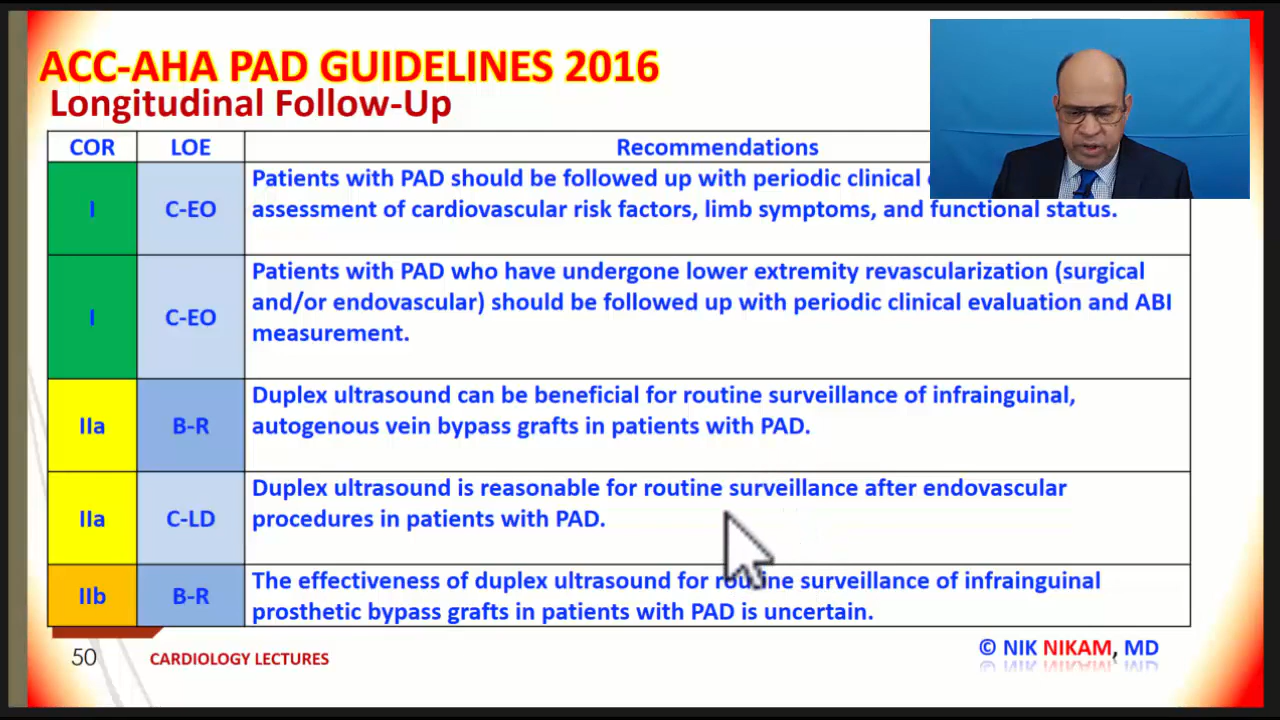 ACC-AHA PAD GUIDELINES 2016
Longitudinal Follow-Up
COR LOE Recommendations
I C-EO Patients with PAD should be followed up with periodic clinical
assessment of cardiovascular risk factors, limb symptoms, and functional status.
I C-EO Patients with PAD who have undergone lower extremity revascularization (surgical
and/or endovascular) should be followed up with periodic clinical evaluation and ABI
measurement.
IIa B-R Duplex ultrasound can be beneficial for routine surveillance of infrainguinal,
autogenous vein bypass grafts in patients with PAD.
IIa C-LD Duplex ultrasound is reasonable for routine surveillance after endovascular
procedures in patients with PAD.
IIb B-R The effectiveness of duplex ultrasound for routine surveillance of infrainguinal
prosthetic bypass grafts in patients with PAD is uncertain.
50 CARDIOLOGY LECTURES
© NIK NIKAM, MD